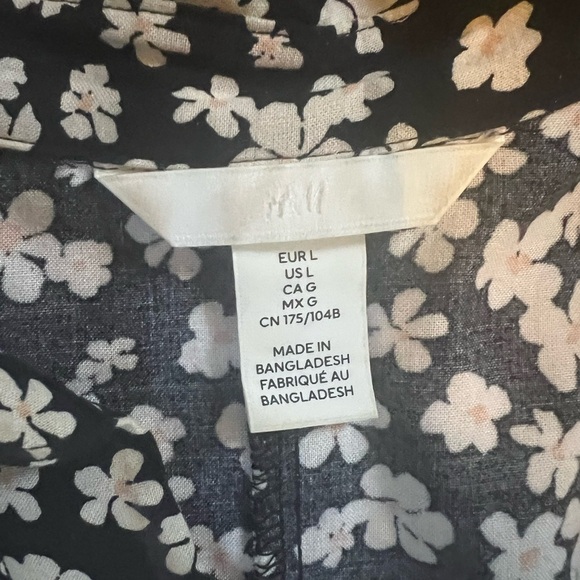 H&M
EUR L
US L
CA G
MX G
CN 175/104B
MADE IN
BANGLADESH
FABRIQUÉ AU
BANGLADESH